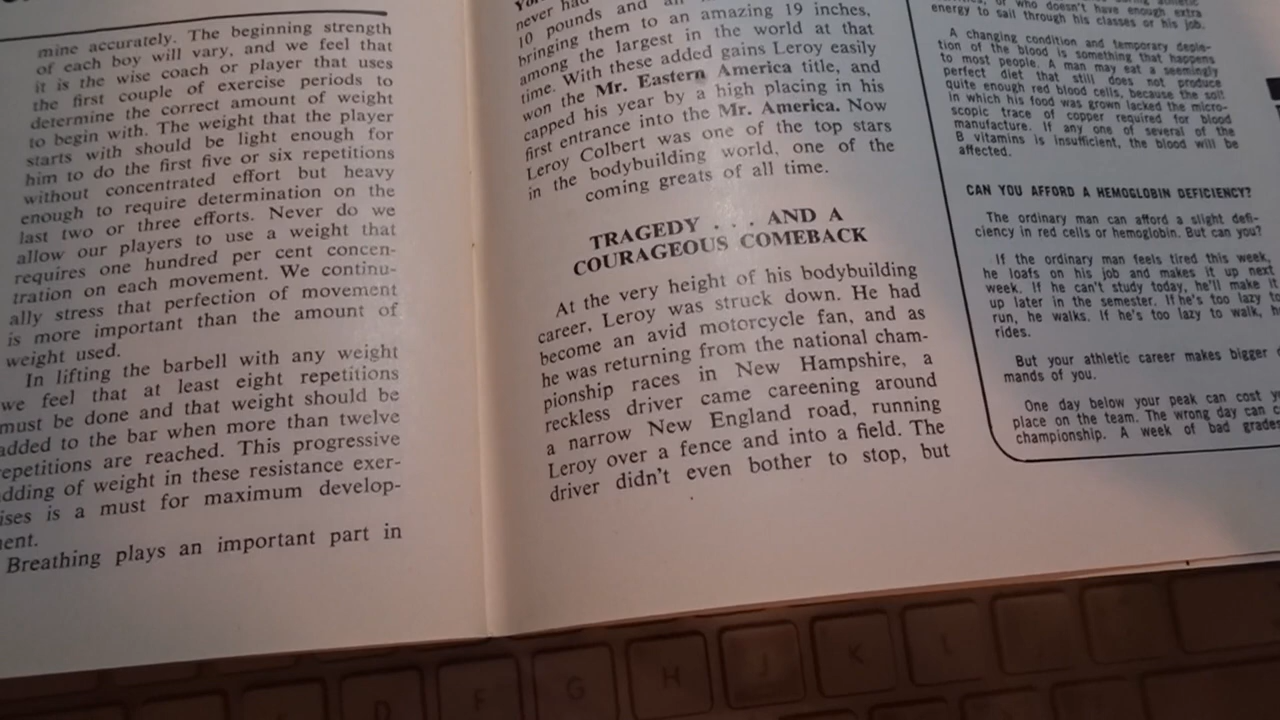 mine accurately. The beginning strength
of each boy will vary, and we feel that
it is the wise coach or player that uses
the first couple of exercise periods to
determine the correct amount of weight
to begin with. The weight that the player
starts with should be light enough for
him to do the first five or six repetitions
without concentrated effort but heavy
enough to require determination on the
last two or three efforts. Never do we
allow our players to use a weight that
requires one hundred per cent concen-
tration on each movement. We continu-
ally stress that perfection of movement
is more important than the amount of
weight used.
In lifting the barbell with any weight
we feel that at least eight repetitions
must be done and that weight should be
added to the bar when more than twelve
repetitions are reached. This progressive
dding of weight in these resistance exer-
ises is a must for maximum develop-
ent.
Breathing plays an important part in
never had
10 pounds and an
bringing them to an amazing 19 inches,
among the largest in the world at that
time. With these added gains Leroy easily
won the Mr. Eastern America title, and
capped his year by a high placing in his
first entrance into the Mr. America. Now
Leroy Colbert was one of the top stars
in the bodybuilding world, one of the
coming greats of all time.
TRAGEDY . . . AND A
COURAGEOUS COMEBACK
At the very height of his bodybuilding
career, Leroy was struck down. He had
become an avid motorcycle fan, and as
he was returning from the national cham-
pionship races in New Hampshire, a
reckless driver came careening around
a narrow New England road, running
Leroy over a fence and into a field. The
driver didn't even bother to stop, but
or who doesn't have enough extra
energy to sail through his classes or his job.
A changing condition and temporary deple-
tion of the blood is something that happens
to most people. A man may eat a seemingly
perfect diet that still does not produce
quite enough red blood cells, because the soil
in which his food was grown lacked the micro-
scopic trace of copper required for blood
manufacture. If any one of several of the
B vitamins is insufficient, the blood will be
affected.
CAN YOU AFFORD A HEMOGLOBIN DEFICIENCY?
The ordinary man can afford a slight defi-
ciency in red cells or hemoglobin. But can you?
If the ordinary man feels tired this week,
he loafs on his job and makes it up next
week. If he can't study today, he'll make it
up later in the semester. If he's too lazy to
run, he walks. If he's too lazy to walk, h
rides.
But your athletic career makes bigger d
mands of you.
One day below your peak can cost y
place on the team. The wrong day can c
championship. A week of bad grades
D F G H J K L